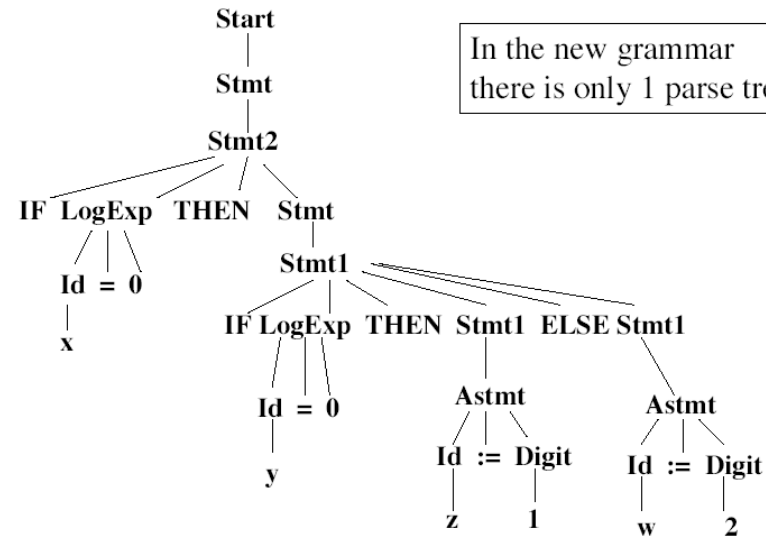 Start
In the new grammar
there is only 1 parse
Stmt
Stmt2
IF LogExp THEN Stmt
Id = 0
Stmt1
x
IF LogExp THEN Stmt1 ELSE Stmt1
Id = 0
Astmt
Astmt
y
Id := Digit
Id := Digit
z 1
w 2